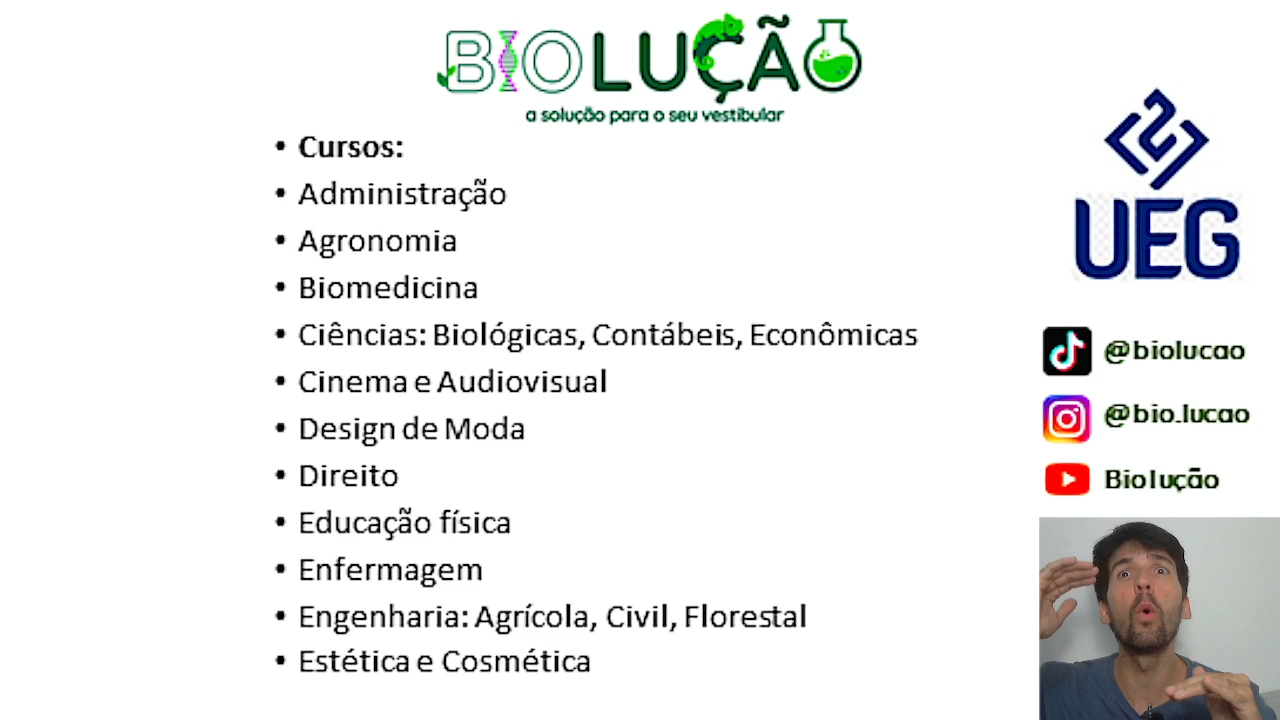 BIOLUÇÃO
a solução para o seu vestibular
• Cursos:
• Administração
• Agronomia
• Biomedicina
• Ciências: Biológicas, Contábeis, Econômicas
• Cinema e Audiovisual
• Design de Moda
• Direito
• Educação física
• Enfermagem
• Engenharia: Agrícola, Civil, Florestal
• Estética e Cosmética
UEG
@biolucao
@bio.lucao
Biolução